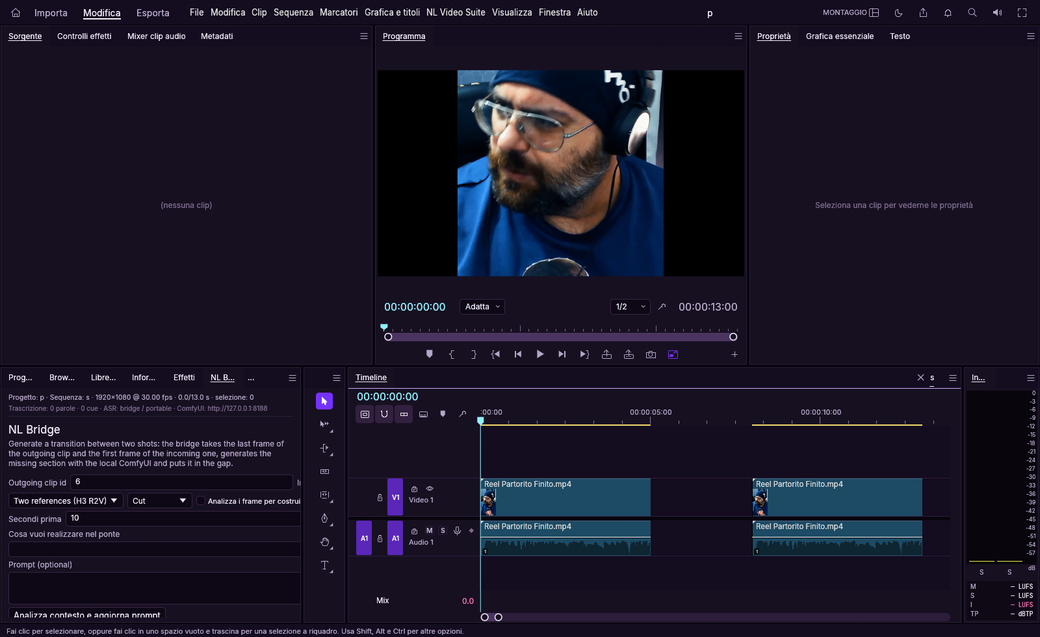 Importa Modifica Esporta File Modifica Clip Sequenza Marcatori Grafica e titoli NL Video Suite Visualizza Finestra Aiuto p MONTAGGIO
Sorgente Controlli effetti Mixer clip audio Metadati
Programma
Proprietà Grafica essenziale Testo
(nessuna clip)
Seleziona una clip per vederne le proprietà
00:00:00:00 Adatta 1/2 00:00:13:00
Prog... Brow... Libre... Infor... Effetti NL B... ...
Progetto: p · Sequenza: s · 1920×1080 @ 30.00 fps · 0.0/13.0 s · selezione: 0
Trascrizione: 0 parole · 0 cue · ASR: bridge / portable · ComfyUI: http://127.0.0.1:8188
NL Bridge
Generate a transition between two shots: the bridge takes the last frame of
the outgoing clip and the first frame of the incoming one, generates the
missing section with the local ComfyUI and puts it in the gap.
Outgoing clip id 6
Two references (H3 R2V) Cut Analizza i frame per costrui
Secondi prima 10
Cosa vuoi realizzare nel ponte
Prompt (optional)
Analizza contesto e aggiorna prompt
Timeline s
00:00:00:00
:00:00 00:00:05:00 00:00:10:00
V1 Video 1
Reel Partorito Finito.mp4 Reel Partorito Finito.mp4
A1 A1 M S Audio 1
Reel Partorito Finito.mp4 Reel Partorito Finito.mp4
1 1
Mix 0.0
In...
0
-3
-6
-9
-12
-15
-18
-21
-24
-27
-30
-33
-36
-39
-42
-45
-48
-51
-54
-57
dB
S S
M – LUFS
S – LUFS
I – LUFS
TP – dBTP
Fai clic per selezionare, oppure fai clic in uno spazio vuoto e trascina per una selezione a riquadro. Usa Shift, Alt e Ctrl per altre opzioni.